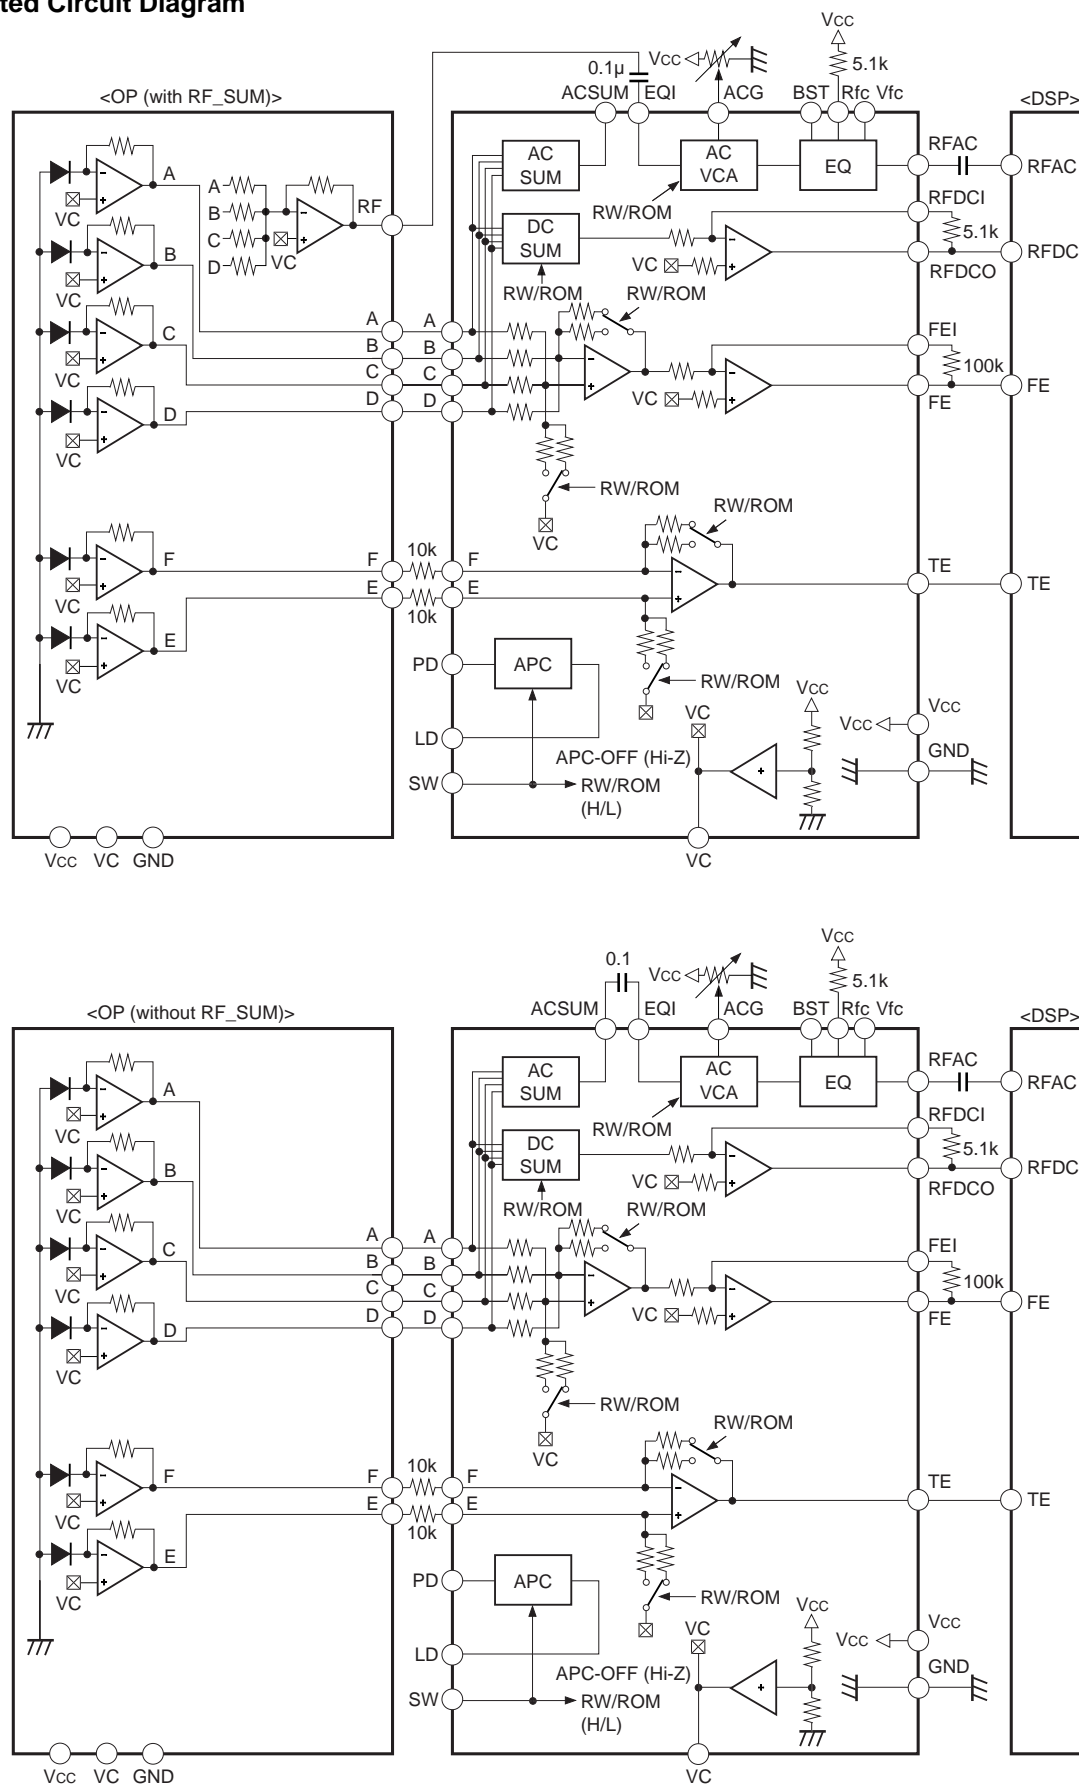 ted Circuit Diagram
<OP (with RF_SUM)>
Vcc
5.1k
Vcc
0.1µ
ACSUM EQI ACG BST Rfc Vfc
<DSP>
A
VC
B
VC
C
VC
D
VC
A
B
C
D
RF
VC
AC SUM
AC VCA
EQ
RFAC
RFAC
RW/ROM
RFDCI
DC SUM
5.1k
VC
RFDCO
RFDC
RW/ROM
RW/ROM
A A
B B
C C
D D
FEI
100k
VC
FE
FE
RW/ROM
VC
RW/ROM
F
VC
E
VC
F 10k F
E 10k E
TE
TE
PD
APC
RW/ROM
LD
VC
Vcc
Vcc
Vcc
APC-OFF (Hi-Z)
GND
SW
RW/ROM
(H/L)
Vcc VC GND
VC
<OP (without RF_SUM)>
Vcc
5.1k
Vcc
0.1
ACSUM EQI ACG BST Rfc Vfc
<DSP>
A
VC
B
VC
C
VC
D
VC
AC SUM
AC VCA
EQ
RFAC
RFAC
RW/ROM
RFDCI
DC SUM
5.1k
VC
RFDCO
RFDC
RW/ROM
RW/ROM
A A
B B
C C
D D
FEI
100k
VC
FE
FE
RW/ROM
VC
RW/ROM
F
VC
E
VC
F 10k F
E 10k E
TE
TE
PD
APC
RW/ROM
LD
VC
Vcc
Vcc
Vcc
APC-OFF (Hi-Z)
GND
SW
RW/ROM
(H/L)
Vcc VC GND
VC